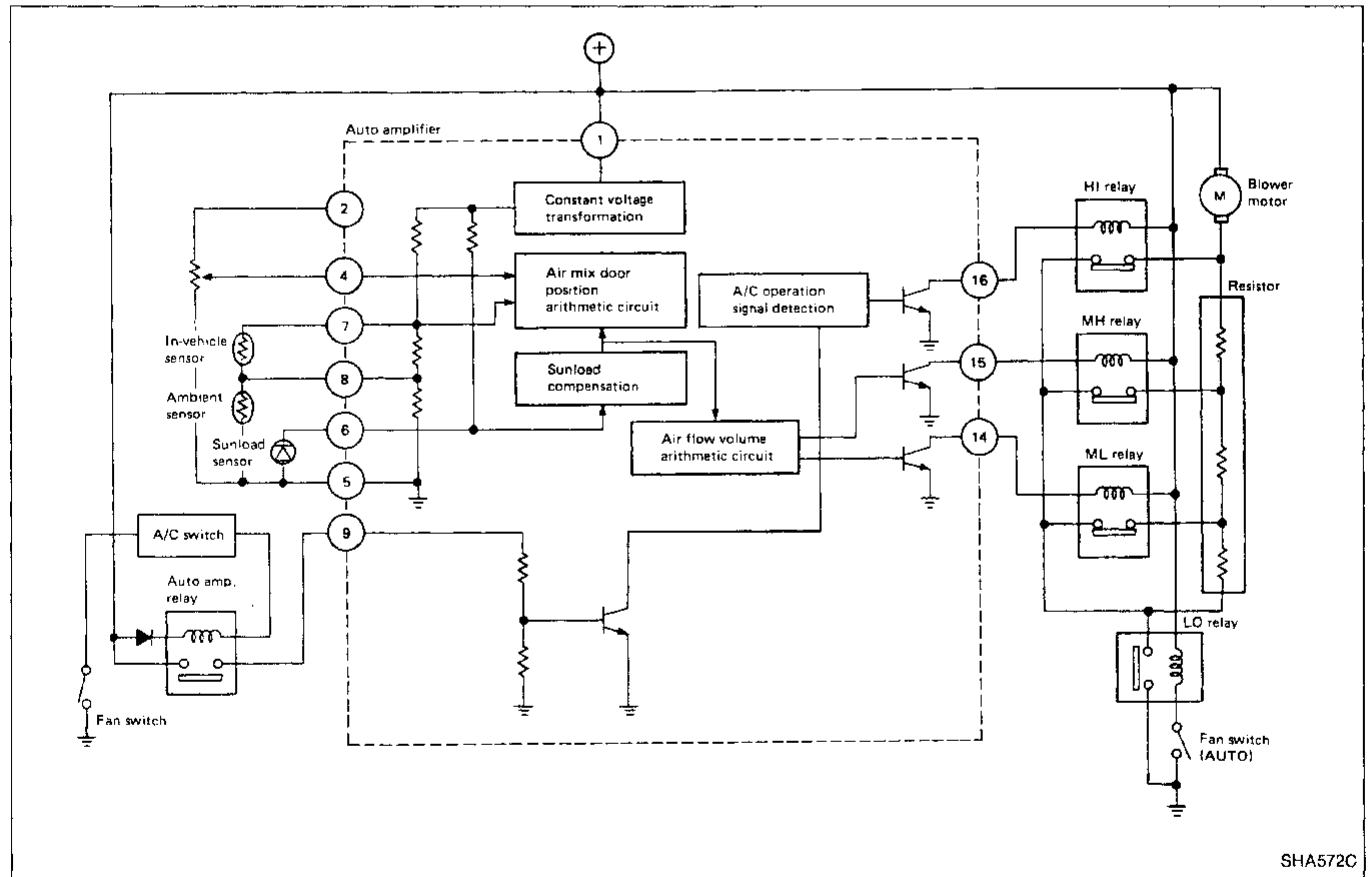 +
Auto amplifier
1
2
Constant voltage
transformation
HI relay
M
Blower
motor
4
Air mix door
position
arithmetic circuit
A/C operation
signal detection
16
Resistor
7
In-vehicle
sensor
MH relay
15
8
Sunload
compensation
Ambient
sensor
6
Sunload
sensor
Air flow volume
arithmetic circuit
14
ML relay
5
A/C switch
9
Auto amp.
relay
LO relay
Fan switch
Fan switch
(AUTO)
SHA572C